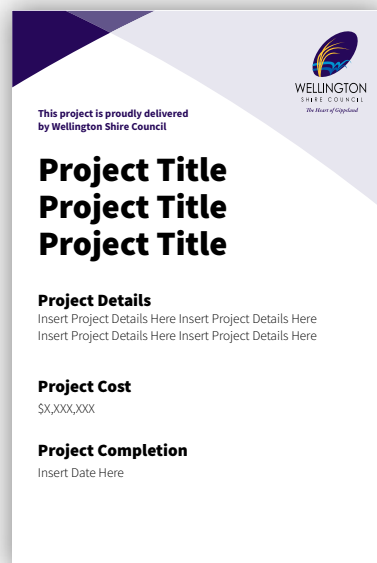 WELLINGTON
SHIRE COUNCIL
The Heart of Gippsland
This project is proudly delivered
by Wellington Shire Council
Project Title
Project Title
Project Title
Project Details
Insert Project Details Here Insert Project Details Here
Insert Project Details Here Insert Project Details Here
Project Cost
$X,XXX,XXX
Project Completion
Insert Date Here